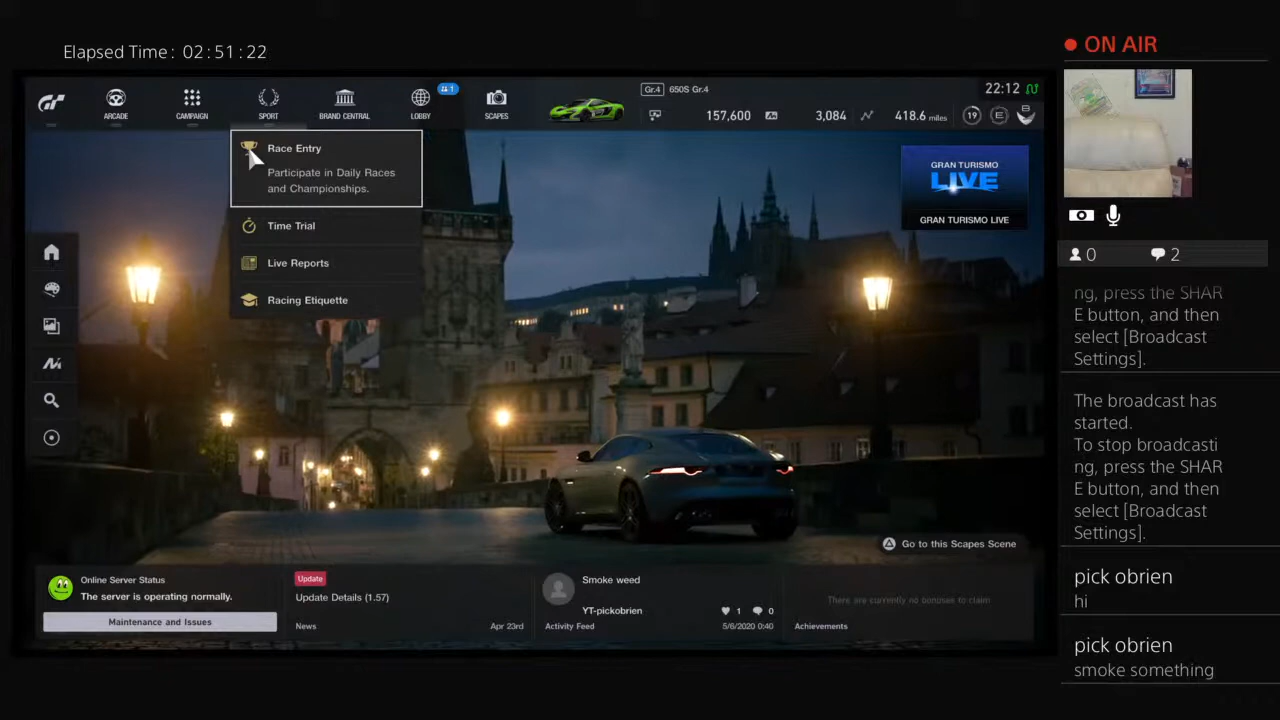 Elapsed Time: 02:51:22
ON AIR
GT
ARCADE
CAMPAIGN
SPORT
BRAND CENTRAL
LOBBY
1
SCAPES
Gr.4 650S Gr.4
157,600
3,084
418.6 miles
22:12
19
E
B
Race Entry
Participate in Daily Races
and Championships.
Time Trial
Live Reports
Racing Etiquette
GRAN TURISMO
LIVE
GRAN TURISMO LIVE
Go to this Scapes Scene
Online Server Status
The server is operating normally.
Maintenance and Issues
Update
Update Details (1.57)
News
Apr 23rd
Smoke weed
YT-pickobrien
1
0
Activity Feed
5/6/2020 0:40
There are currently no bonuses to claim
Achievements
0
2
ng, press the SHAR
E button, and then
select [Broadcast
Settings].
The broadcast has
started.
To stop broadcasti
ng, press the SHAR
E button, and then
select [Broadcast
Settings].
pick obrien
hi
pick obrien
smoke something